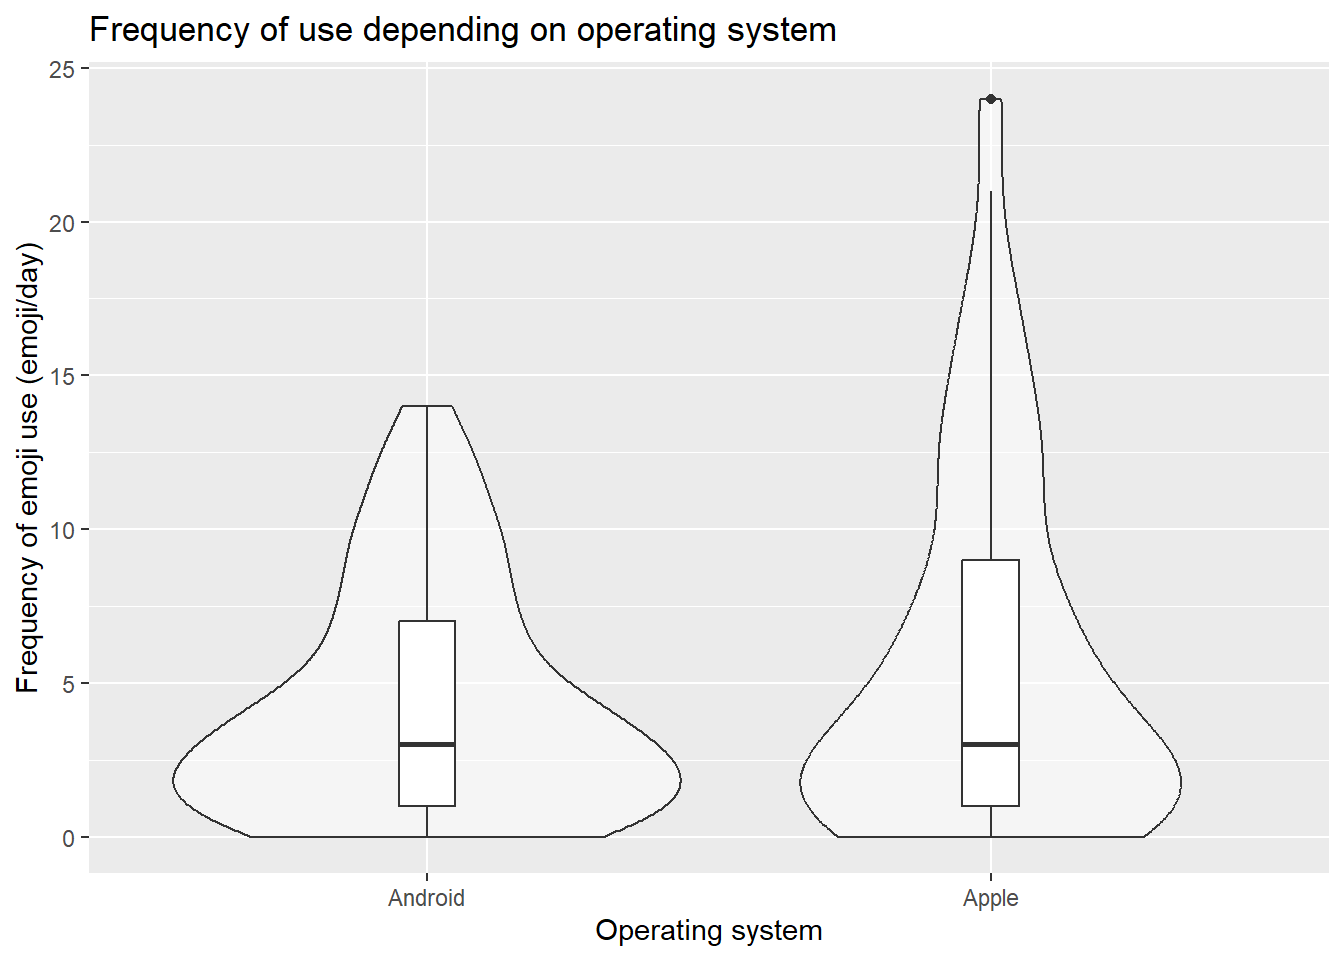 Frequency of use depending on operating system
25
20
15
10
5
0
Frequency of emoji use (emoji/day)
Android
Apple
Operating system